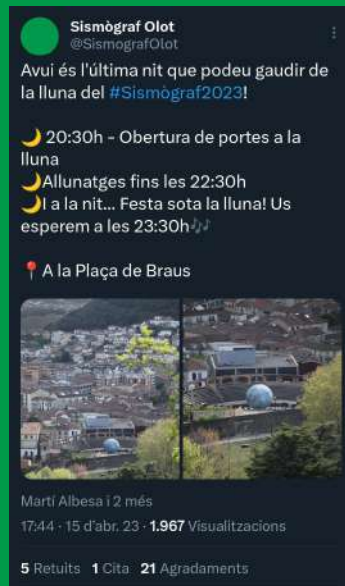 Sismògraf Olot
@SismografOlot
Avui és l'última nit que podeu gaudir de
la lluna del #Sismògraf2023!
🌙 20:30h - Obertura de portes a la
lluna
🌙Allunatges fins les 22:30h
🌙I a la nit... Festa sota la lluna! Us
esperem a les 23:30h🎶
📍 A la Plaça de Braus
Martí Albesa i 2 més
17:44 · 15 d'abr. 23 · 1.967 Visualitzacions
5 Retuits 1 Cita 21 Agradaments